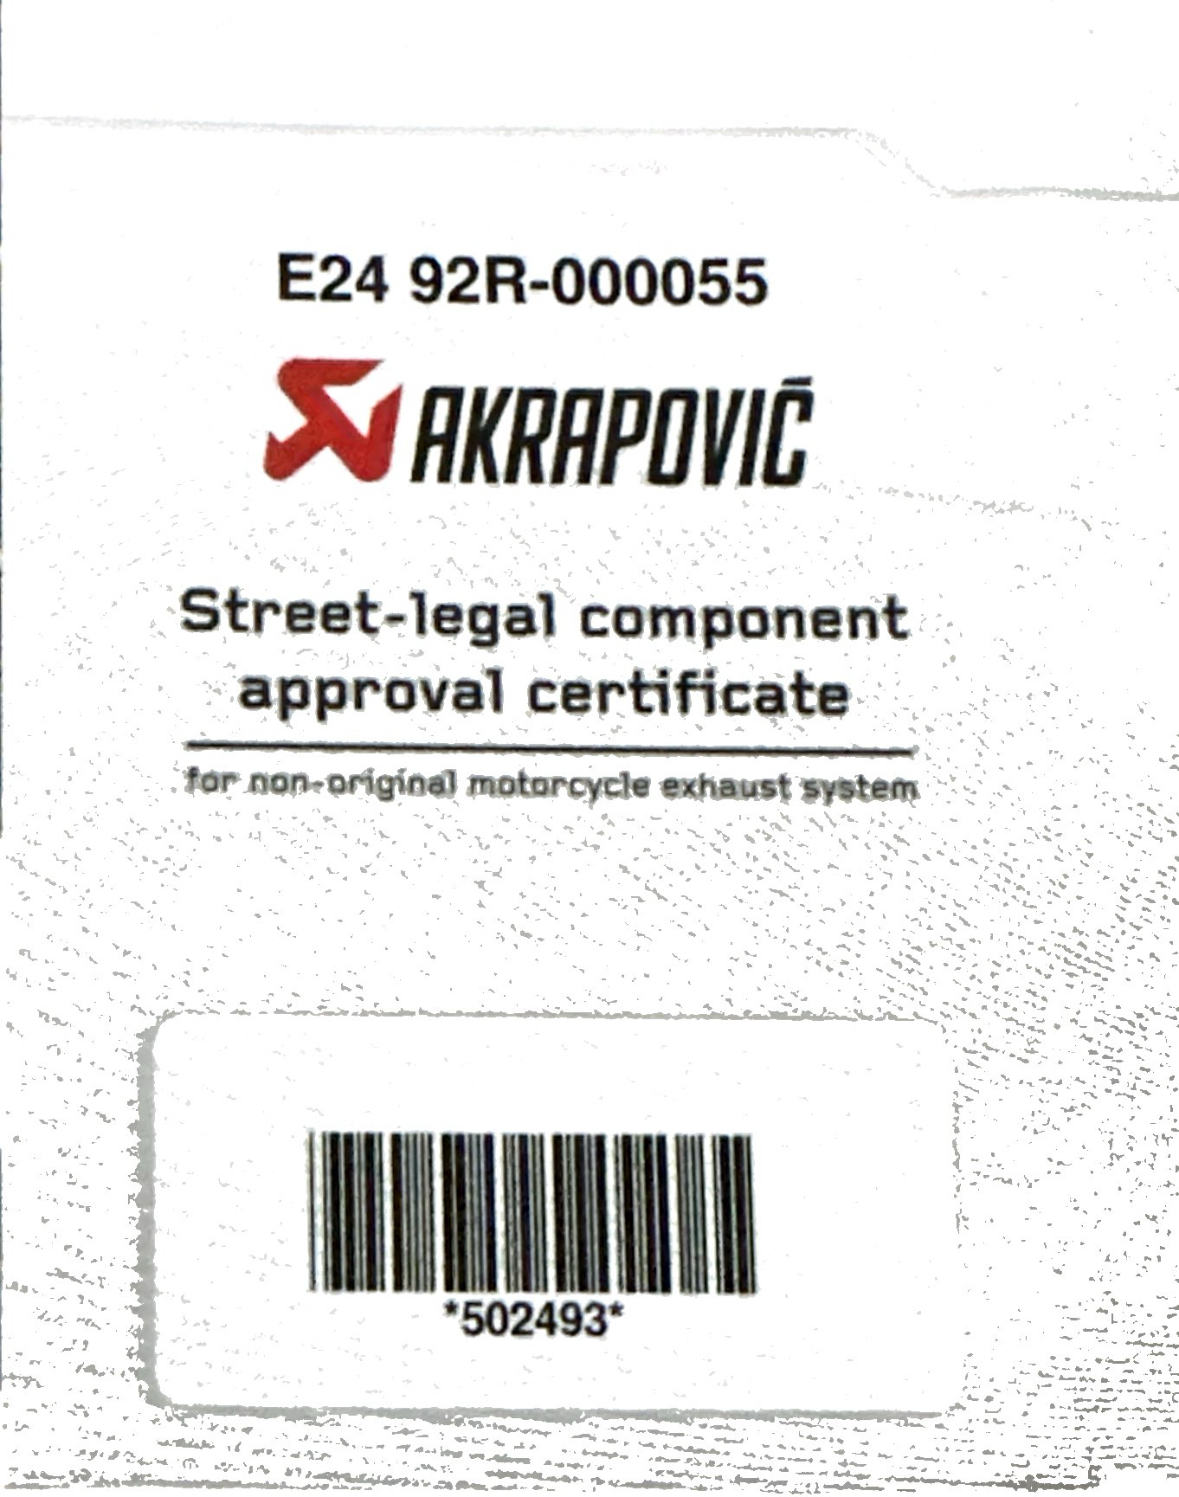 E24 92R-000055
AKRAPOVIČ
Street-legal component
approval certificate
for non-original motorcycle exhaust system
*502493*